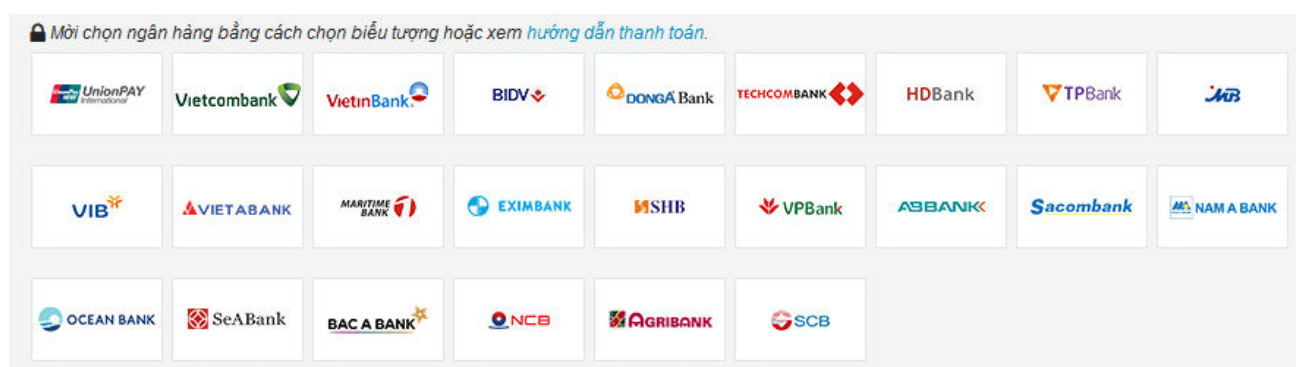 Mời chọn ngân hàng bằng cách chọn biểu tượng hoặc xem hướng dẫn thanh toán.
UnionPAY International Vietcombank VietinBank BIDV DONGA Bank TECHCOMBANK HDBank TPBank MB
VIB VIETABANK MARITIME BANK EXIMBANK SHB VPBank ABBANK Sacombank NAM A BANK
OCEAN BANK SeABank BAC A BANK NCB AGRIBANK SCB